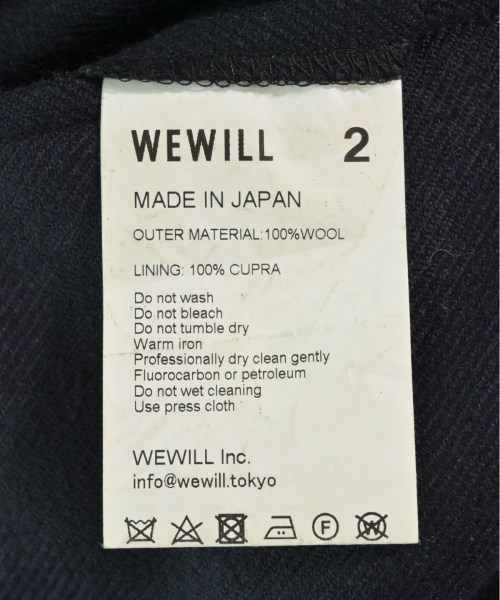 WEWILL 2
MADE IN JAPAN
OUTER MATERIAL:100%WOOL
LINING: 100% CUPRA
Do not wash
Do not bleach
Do not tumble dry
Warm iron
Professionally dry clean gently
Fluorocarbon or petroleum
Do not wet cleaning
Use press cloth
WEWILL Inc.
info@wewill.tokyo
F W